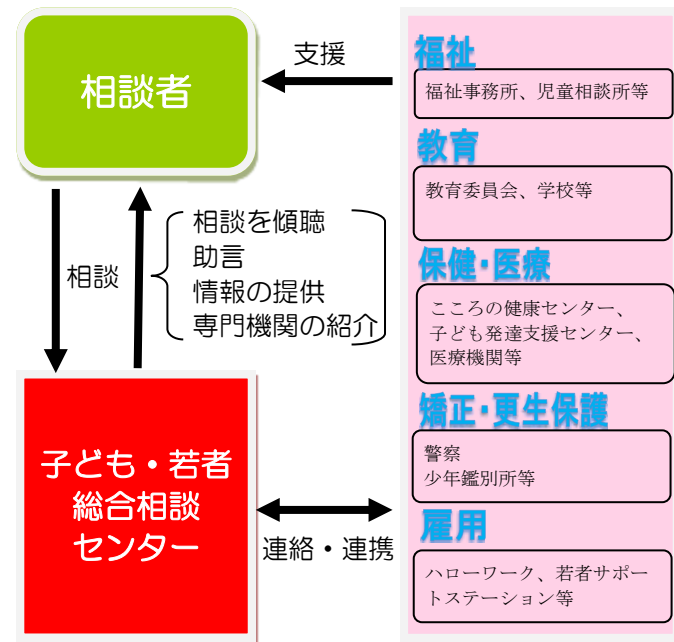 相談者
支援
相談
相談を傾聴
助言
情報の提供
専門機関の紹介
子ども・若者
総合相談
センター
連絡・連携
福祉
福祉事務所、児童相談所等
教育
教育委員会、学校等
保健・医療
こころの健康センター、
子ども発達支援センター、
医療機関等
矯正・更生保護
警察
少年鑑別所等
雇用
ハローワーク、若者サポー
トステーション等